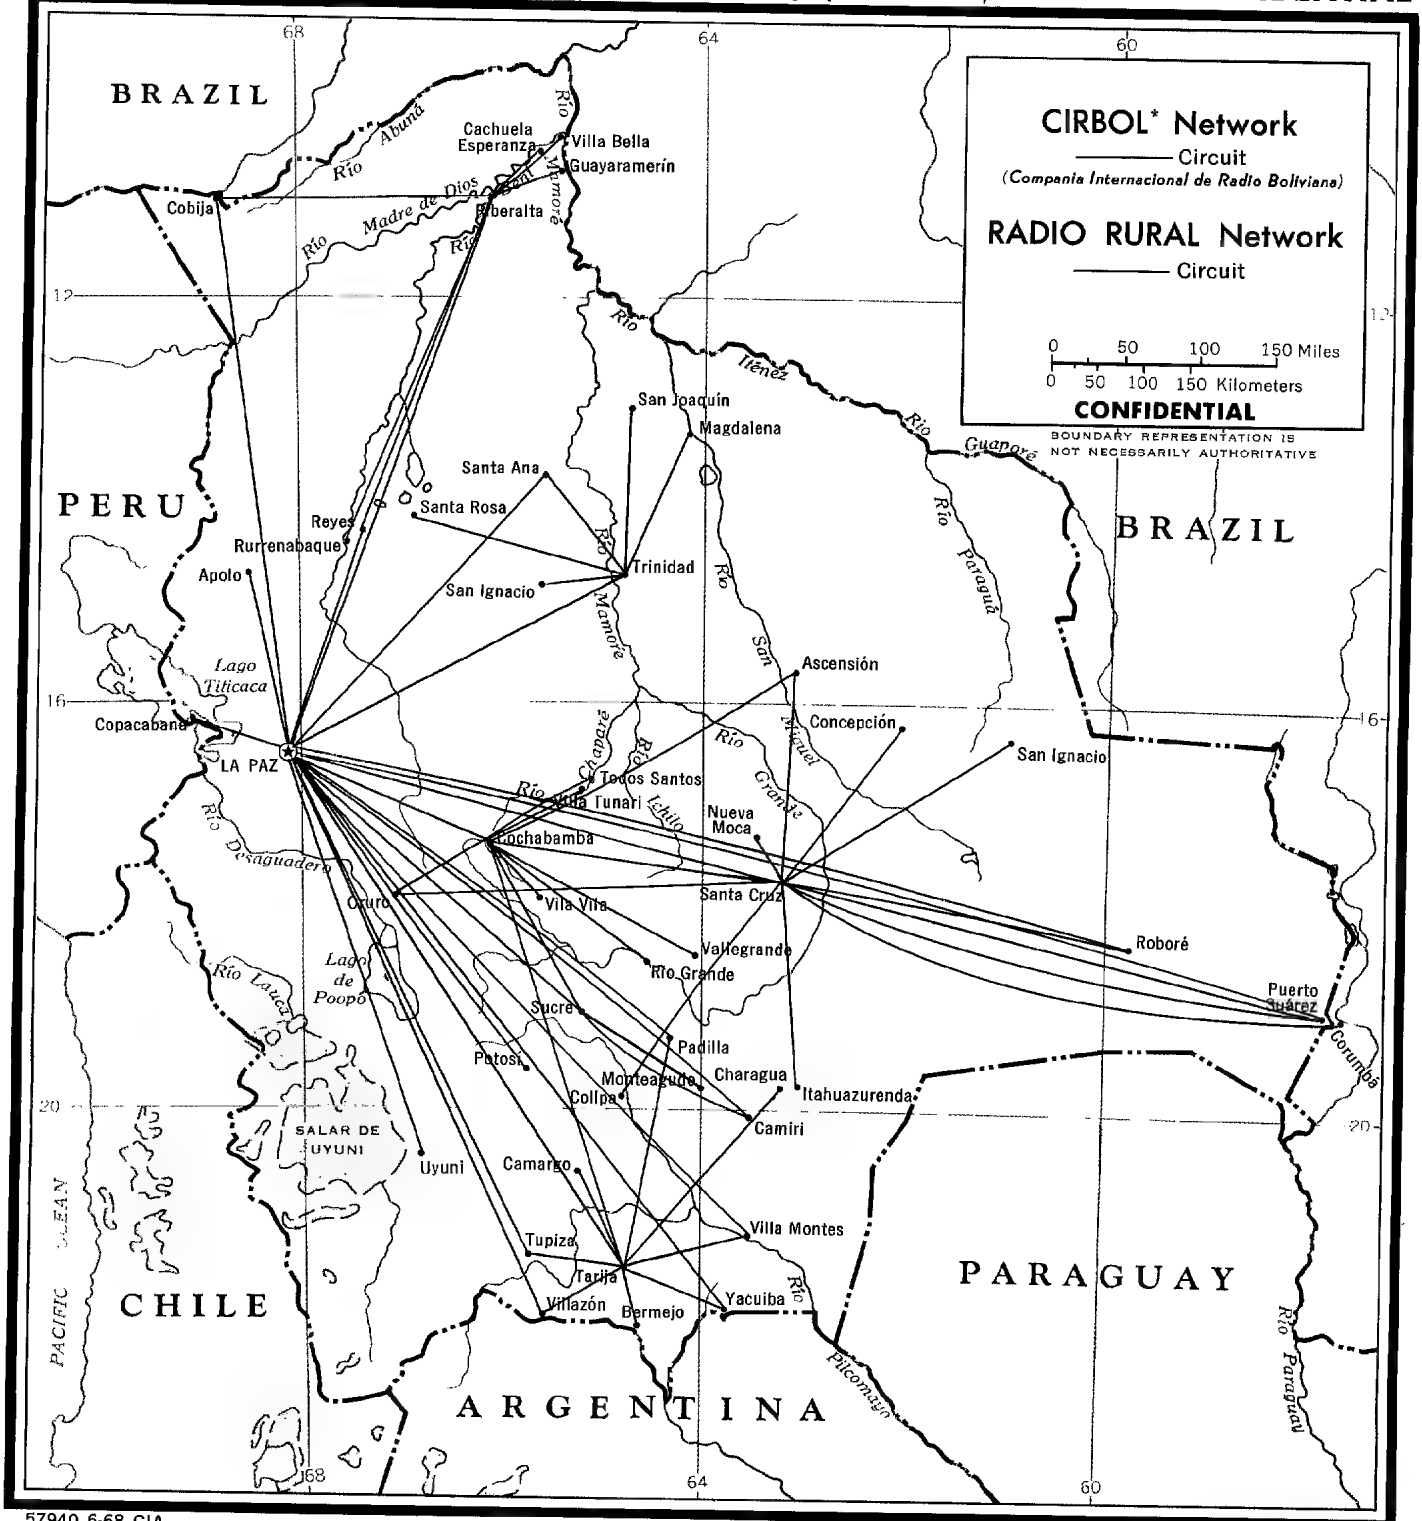 68
64
60
BRAZIL
CIRBOL* Network
Circuit
(Compania Internacional de Radio Boliviana)
RADIO RURAL Network
Circuit
0 50 100 150 Miles
0 50 100 150 Kilometers
CONFIDENTIAL
BOUNDARY REPRESENTATION IS
NOT NECESSARILY AUTHORITATIVE
Río Abuná
Río
Mamoré
Cachuela
Esperanza
Villa Bella
Guayaramerín
Beni
Río Madre de Dios
Cobija
Riberalta
Río
12
Río Iténez
Río Guaporé
San Joaquín
Magdalena
Santa Ana
Santa Rosa
PERU
BRAZIL
Reyes
Rurrenabaque
Apolo
Trinidad
San Ignacio
Río Mamoré
Río San Miguel
Río Paraguá
Lago
Titicaca
Ascensión
16
16
Copacabana
LA PAZ
Concepción
San Ignacio
Río Chaparé
Río Ichilo
Río Grande
Todos Santos
Villa Tunari
Nueva
Moca
Río Desaguadero
Cochabamba
Santa Cruz
Oruro
Vila Vila
Vallegrande
Río Grande
Roboré
Río Lauca
Lago
de
Poopó
Puerto
Suárez
Corumbá
Sucre
Padilla
Potosí
Monteagudo
Charagua
Itahuazurenda
Collpa
Camiri
20
20
SALAR DE
UYUNI
Uyuni
Camargo
Villa Montes
Tupiza
Tarija
Villazón
Bermejo
Yacuiba
Río Pilcomayo
PACIFIC
CHILE
PARAGUAY
ARGENTINA
Río Paraguay
68
64
60
57940 6-68 CIA